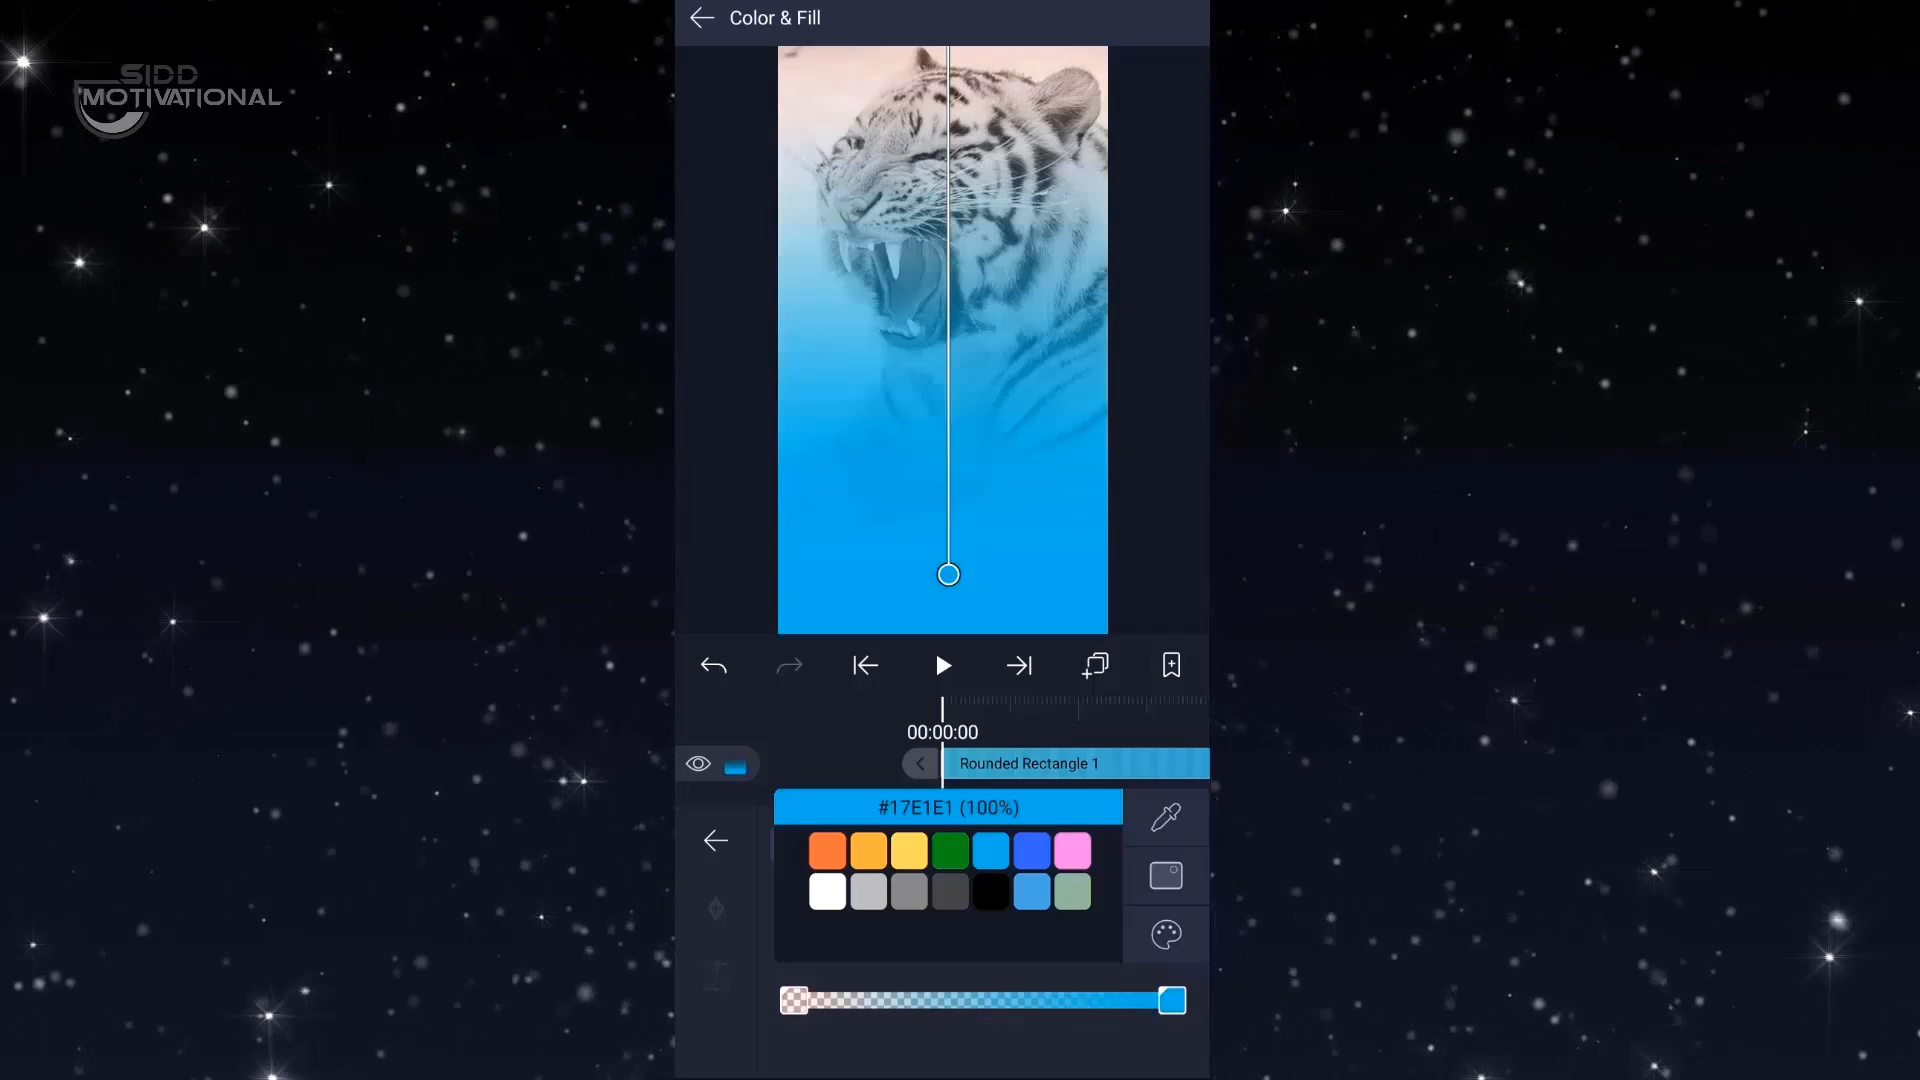 Color & Fill
SIDD
MOTIVATIONAL
00:00:00
Rounded Rectangle 1
#17E1E1 (100%)